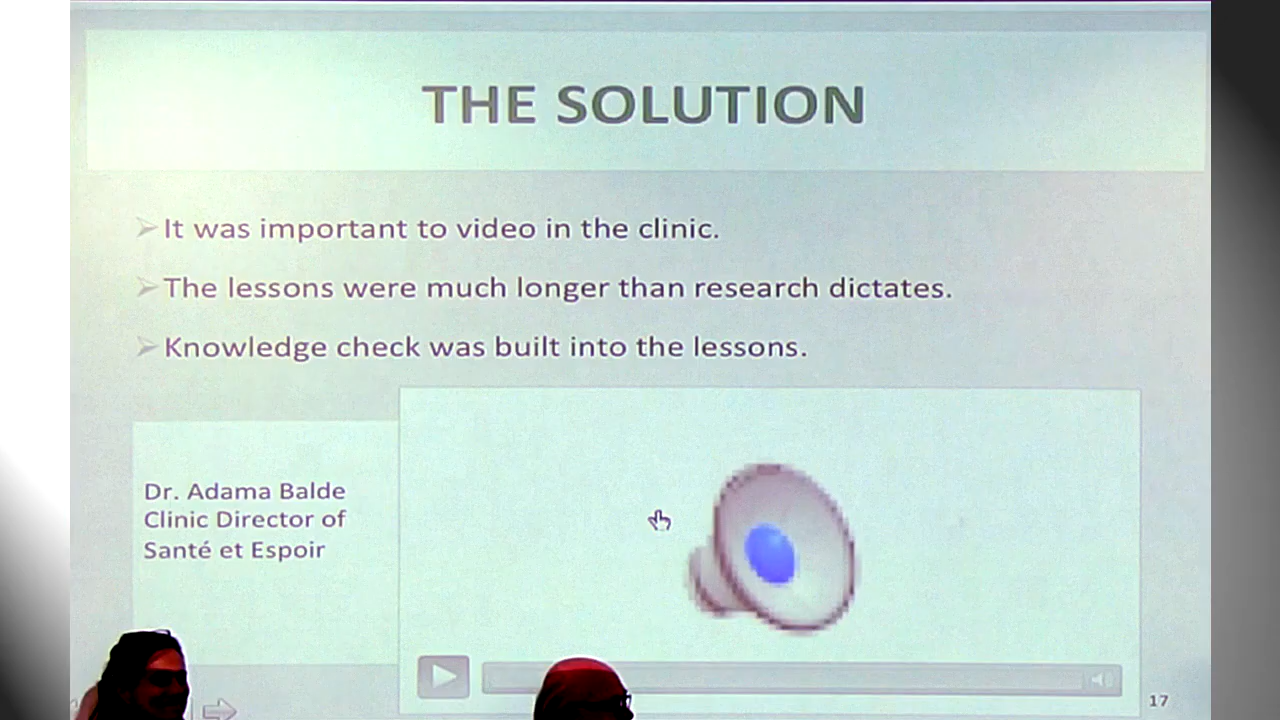 THE SOLUTION
It was important to video in the clinic.
The lessons were much longer than research dictates.
Knowledge check was built into the lessons.
Dr. Adama Balde
Clinic Director of
Santé et Espoir
17